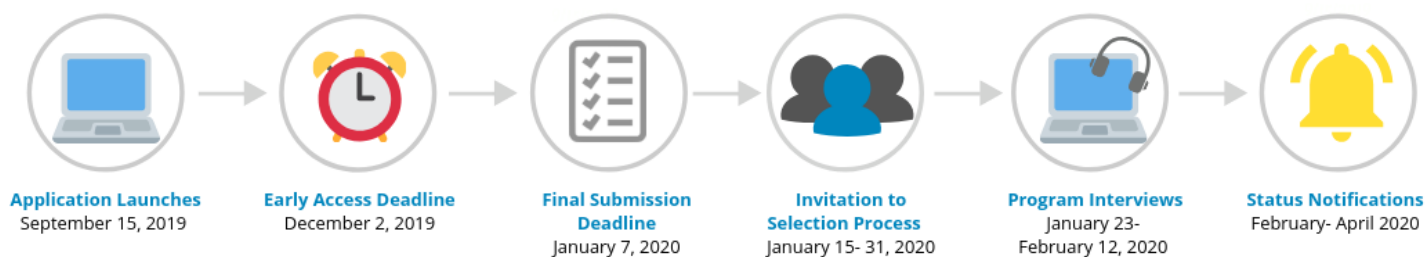 Application Launches
September 15, 2019
Early Access Deadline
December 2, 2019
Final Submission
Deadline
January 7, 2020
Invitation to
Selection Process
January 15- 31, 2020
Program Interviews
January 23-
February 12, 2020
Status Notifications
February- April 2020